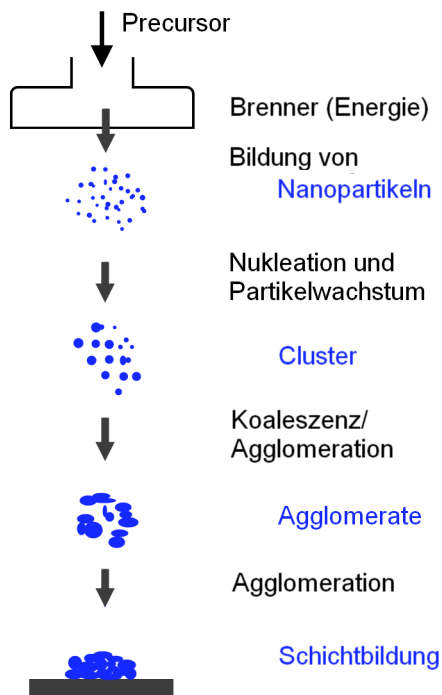 Precursor
Brenner (Energie)
Bildung von
Nanopartikeln
Nukleation und
Partikelwachstum
Cluster
Koaleszenz/
Agglomeration
Agglomerate
Agglomeration
Schichtbildung